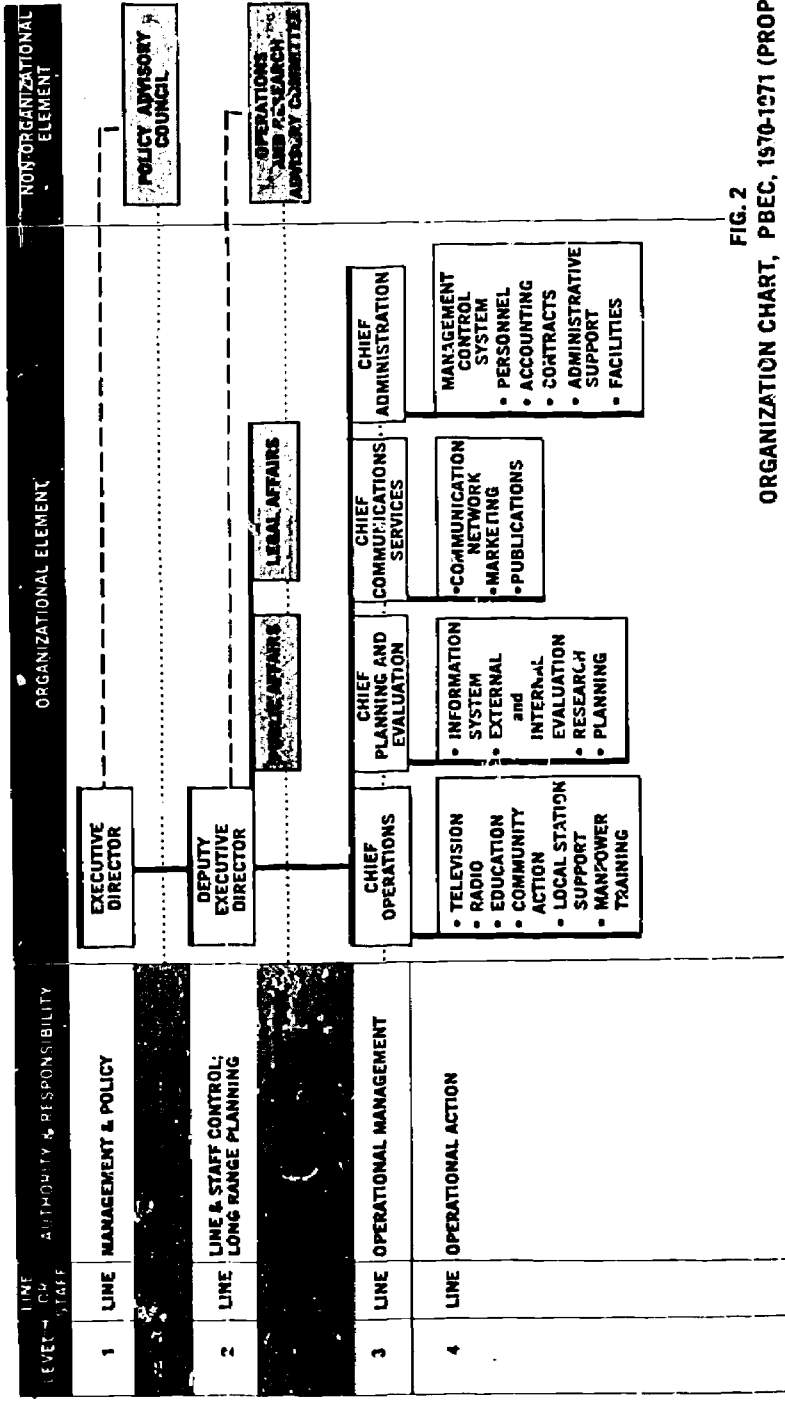 LEVEL
LINE
OR
STAFF
AUTHORITY & RESPONSIBILITY
ORGANIZATIONAL ELEMENT
NON-ORGANIZATIONAL
ELEMENT
1
LINE
MANAGEMENT & POLICY
EXECUTIVE
DIRECTOR
POLICY ADVISORY
COUNCIL
2
LINE
LINE & STAFF CONTROL;
LONG RANGE PLANNING
DEPUTY
EXECUTIVE
DIRECTOR
PUBLIC AFFAIRS
LEGAL AFFAIRS
OPERATIONS
AND RESEARCH
ADVISORY COMMITTEE
3
LINE
OPERATIONAL MANAGEMENT
CHIEF
OPERATIONS
CHIEF
PLANNING AND
EVALUATION
CHIEF
COMMUNICATIONS
SERVICES
CHIEF
ADMINISTRATION
4
LINE
OPERATIONAL ACTION
• TELEVISION
• RADIO
• EDUCATION
• COMMUNITY
ACTION
• LOCAL STATION
SUPPORT
• MANPOWER
TRAINING
• INFORMATION
SYSTEM
• EXTERNAL
and
INTERNAL
EVALUATION
• RESEARCH
• PLANNING
• COMMUNICATION
NETWORK
• MARKETING
• PUBLICATIONS
MANAGEMENT
CONTROL
SYSTEM
• PERSONNEL
• ACCOUNTING
• CONTRACTS
• ADMINISTRATIVE
SUPPORT
• FACILITIES
FIG. 2
ORGANIZATION CHART, PBEC, 1970-1971 (PROP